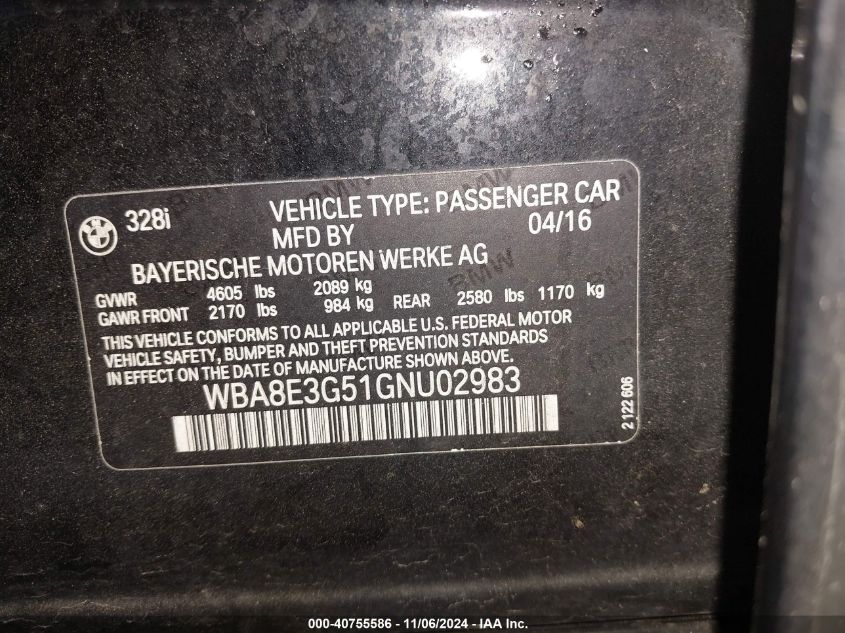 BMW
328i VEHICLE TYPE: PASSENGER CAR
MFD BY 04/16
BAYERISCHE MOTOREN WERKE AG
GVWR 4605 lbs 2089 kg
GAWR FRONT 2170 lbs 984 kg REAR 2580 lbs 1170 kg
THIS VEHICLE CONFORMS TO ALL APPLICABLE U.S. FEDERAL MOTOR
VEHICLE SAFETY, BUMPER AND THEFT PREVENTION STANDARDS
IN EFFECT ON THE DATE OF MANUFACTURE SHOWN ABOVE.
WBA8E3G51GNU02983
2 122 606
000-40755586 - 11/06/2024 - IAA Inc.